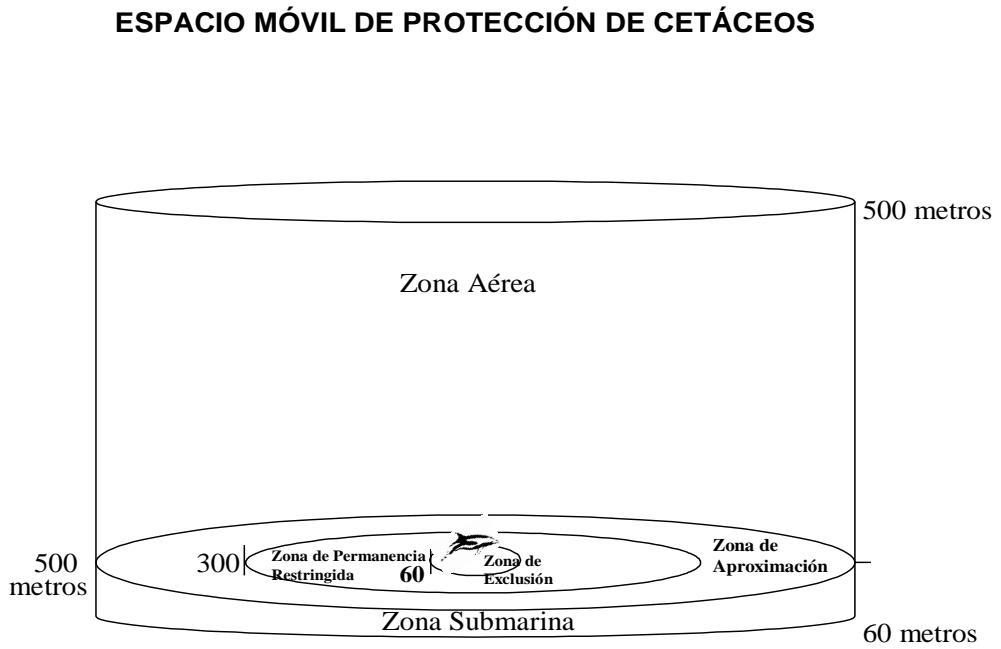 ESPACIO MÓVIL DE PROTECCIÓN DE CETÁCEOS
500 metros
Zona Aérea
500
metros
300
Zona de Permanencia
Restringida
60
Zona de
Exclusión
Zona de
Aproximación
Zona Submarina
60 metros